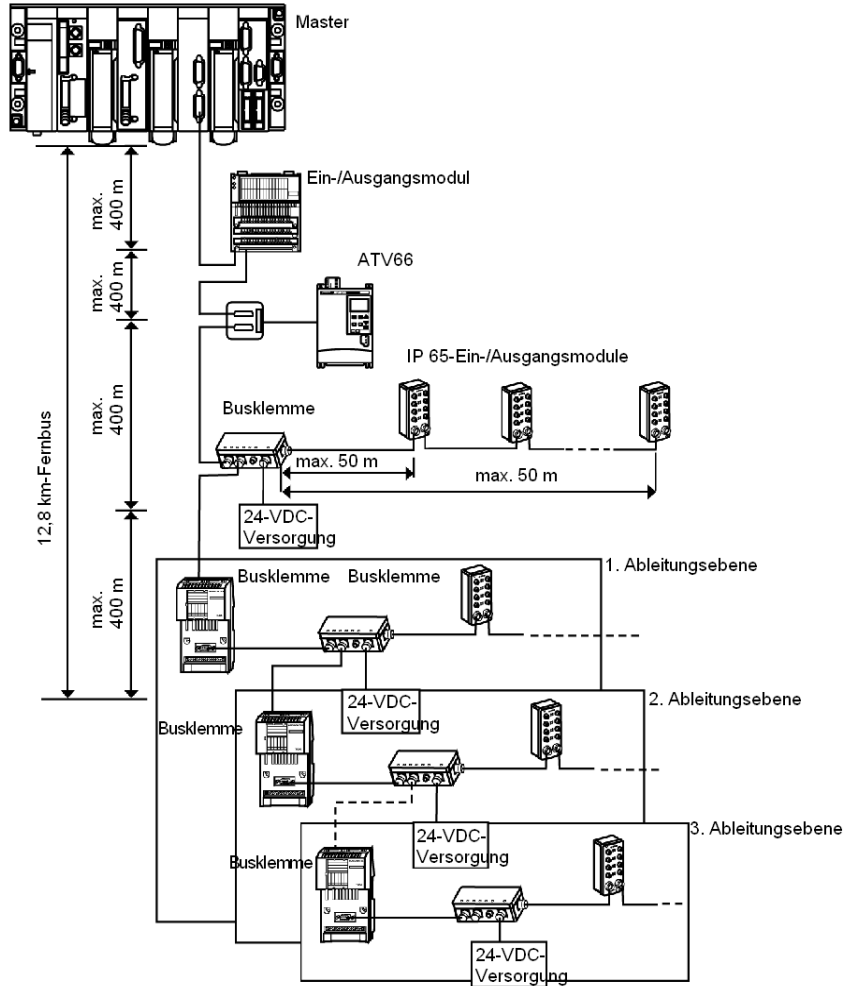 Master
Ein-/Ausgangsmodul
max.
400 m
ATV66
max.
400 m
IP 65-Ein-/Ausgangsmodule
Busklemme
max.
400 m
max. 50 m
max. 50 m
12,8 km-Fernbus
24-VDC-
Versorgung
1. Ableitungsebene
Busklemme
Busklemme
max.
400 m
24-VDC-
Versorgung
2. Ableitungsebene
Busklemme
24-VDC-
Versorgung
3. Ableitungsebene
Busklemme
24-VDC-
Versorgung